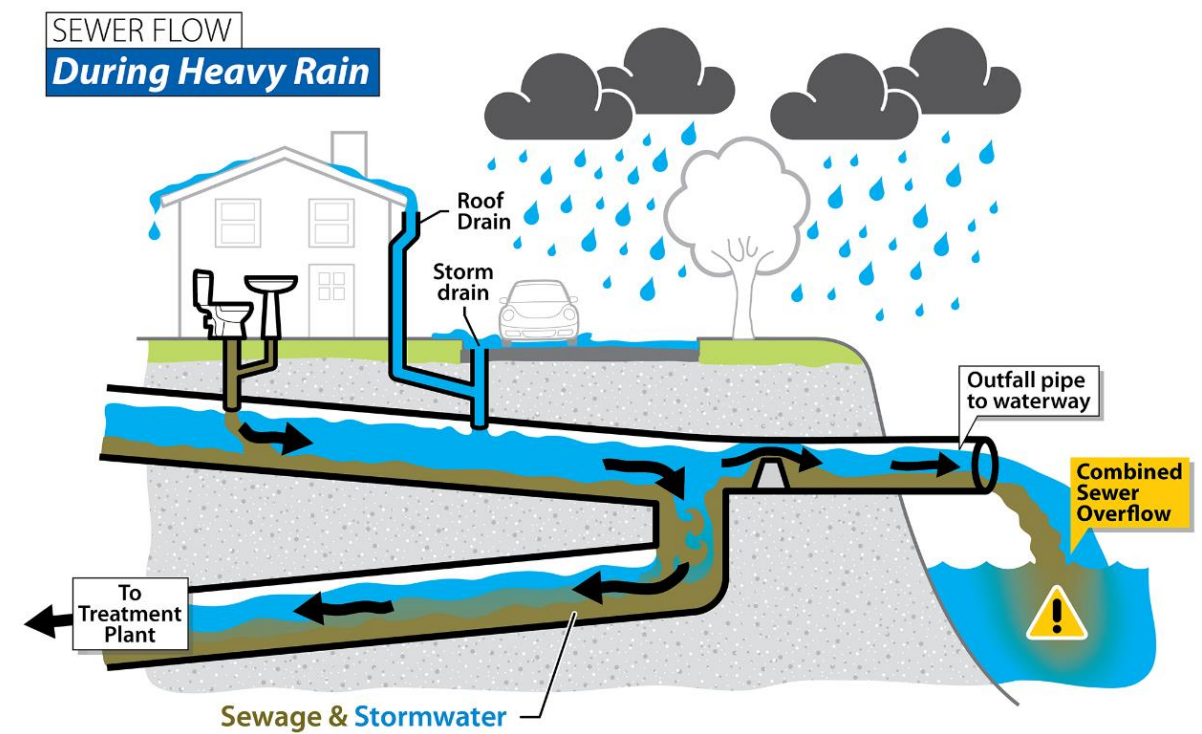 SEWER FLOW
During Heavy Rain
Roof
Drain
Storm
drain
Outfall pipe
to waterway
Combined
Sewer
Overflow
To
Treatment
Plant
Sewage & Stormwater
!